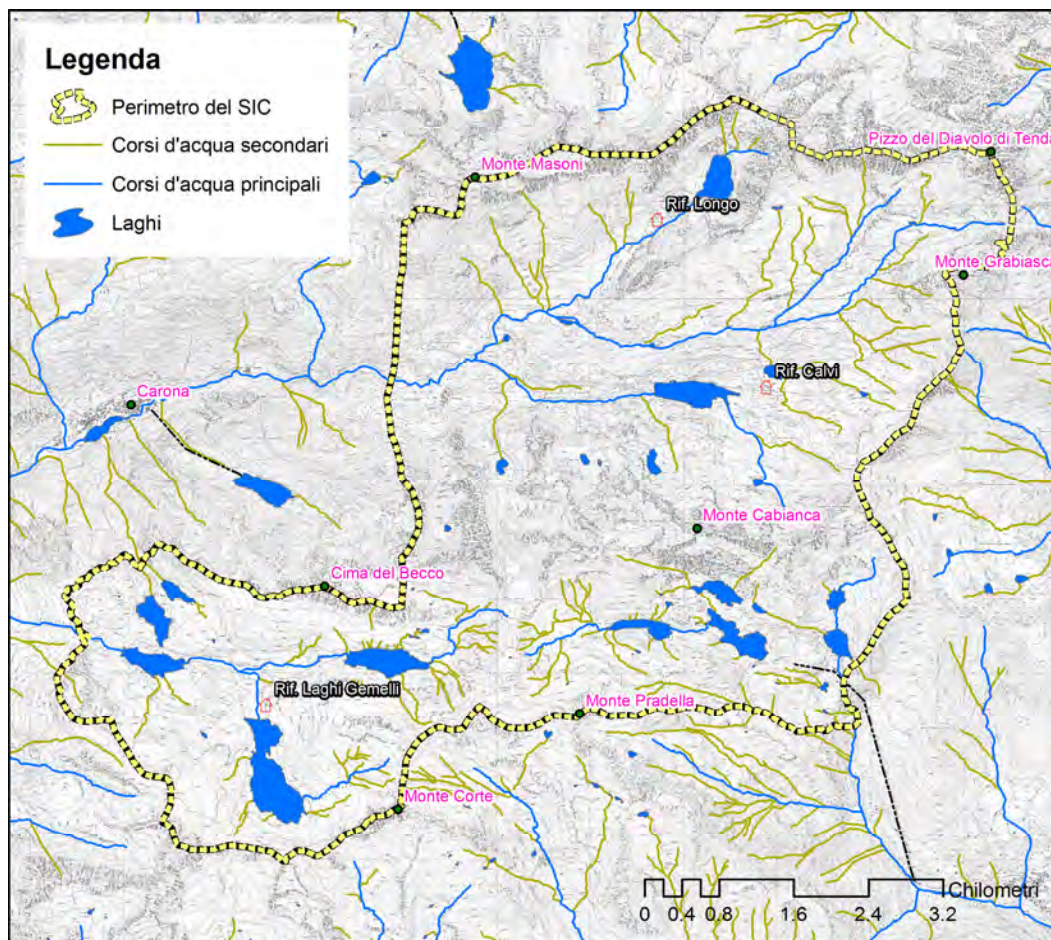 Legenda
Perimetro del SIC
Corsi d'acqua secondari
Corsi d'acqua principali
Laghi
Pizzo del Diavolo di Tenda
Monte Masoni
Rif. Longo
Monte Grabiasca
Rif. Calvi
Carona
Monte Cabianca
Cima del Becco
Rif. Laghi Gemelli
Monte Pradella
Monte Corte
Chilometri
0 0.4 0.8 1.6 2.4 3.2